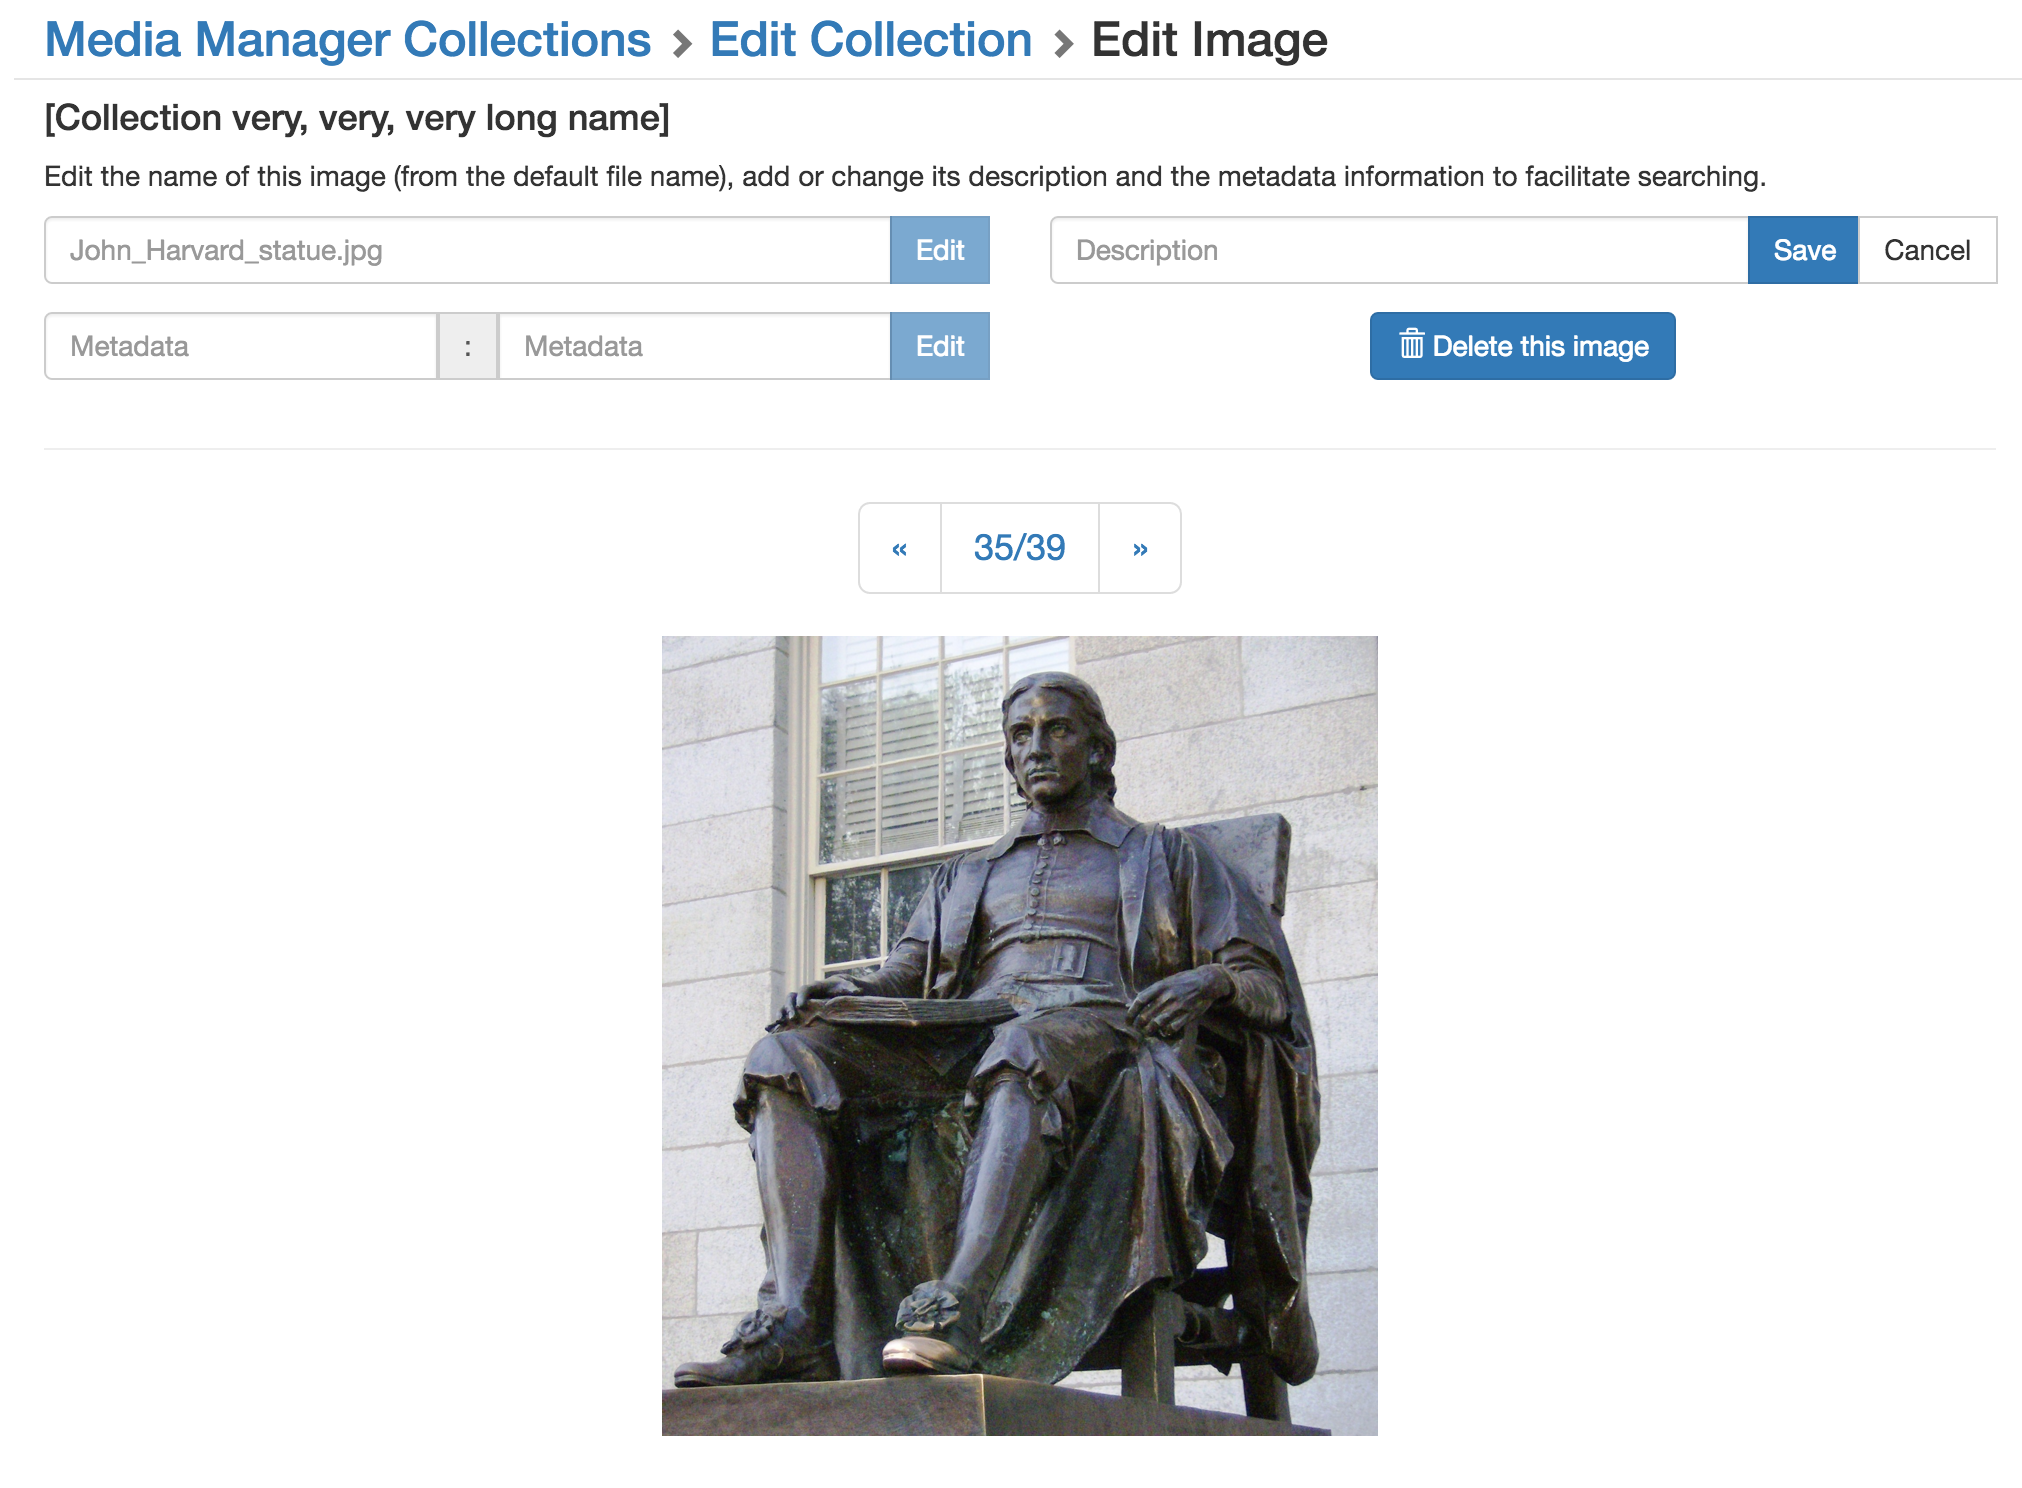 Media Manager Collections > Edit Collection > Edit Image
[Collection very, very, very long name]
Edit the name of this image (from the default file name), add or change its description and the metadata information to facilitate searching.
John_Harvard_statue.jpg Edit Description Save Cancel
Metadata : Metadata Edit Delete this image
« 35/39 »